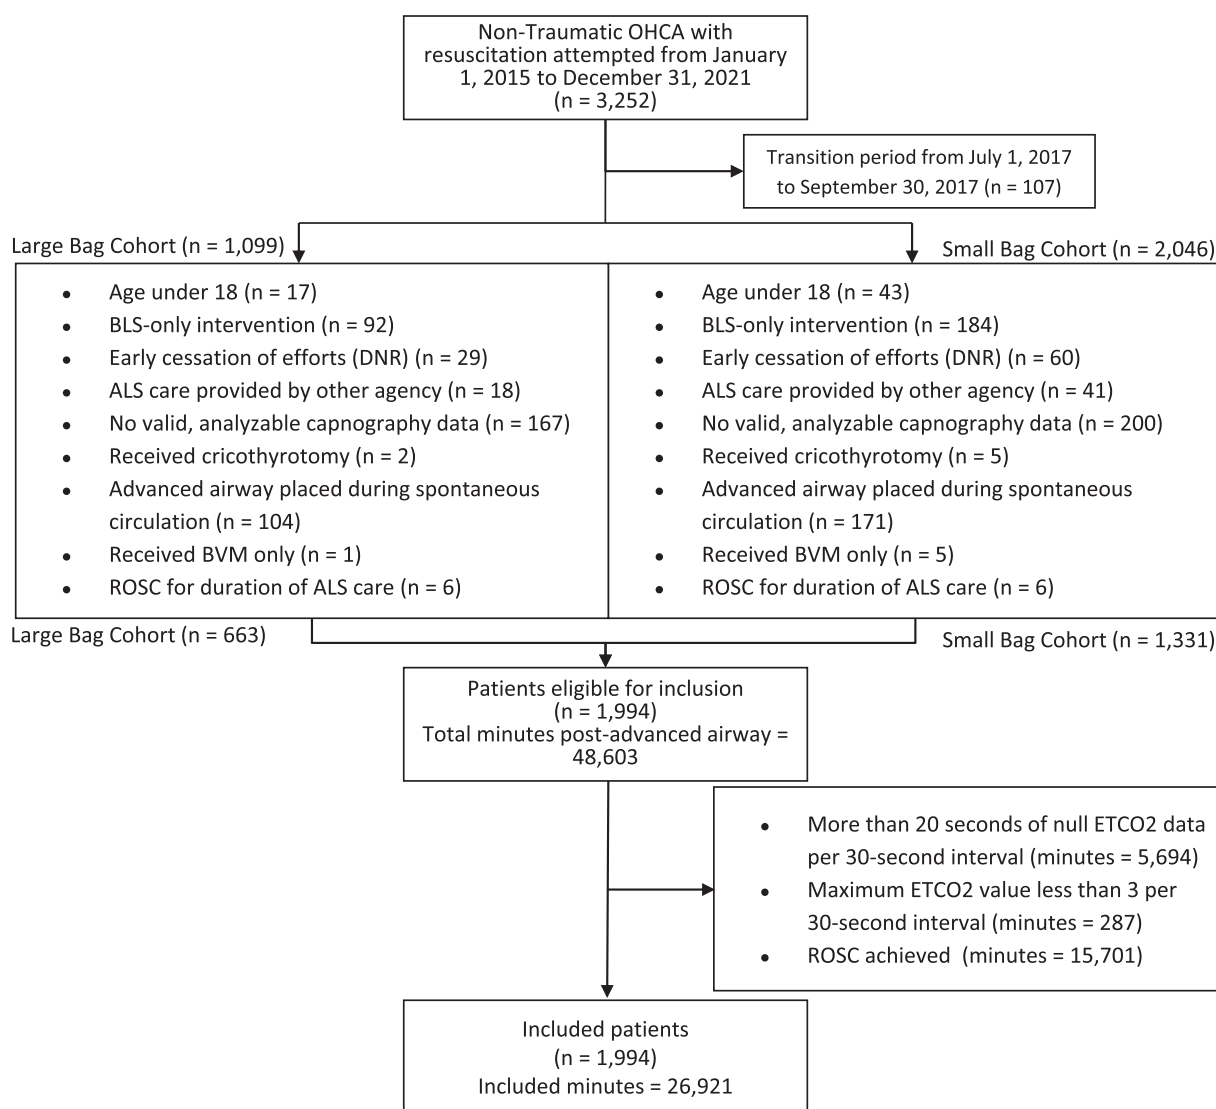 Non-Traumatic OHCA with
resuscitation attempted from January
1, 2015 to December 31, 2021
(n = 3,252)
Transition period from July 1, 2017
to September 30, 2017 (n = 107)
Large Bag Cohort (n = 1,099)
Small Bag Cohort (n = 2,046)
• Age under 18 (n = 17)
• BLS-only intervention (n = 92)
• Early cessation of efforts (DNR) (n = 29)
• ALS care provided by other agency (n = 18)
• No valid, analyzable capnography data (n = 167)
• Received cricothyrotomy (n = 2)
• Advanced airway placed during spontaneous
circulation (n = 104)
• Received BVM only (n = 1)
• ROSC for duration of ALS care (n = 6)
• Age under 18 (n = 43)
• BLS-only intervention (n = 184)
• Early cessation of efforts (DNR) (n = 60)
• ALS care provided by other agency (n = 41)
• No valid, analyzable capnography data (n = 200)
• Received cricothyrotomy (n = 5)
• Advanced airway placed during spontaneous
circulation (n = 171)
• Received BVM only (n = 5)
• ROSC for duration of ALS care (n = 6)
Large Bag Cohort (n = 663)
Small Bag Cohort (n = 1,331)
Patients eligible for inclusion
(n = 1,994)
Total minutes post-advanced airway =
48,603
• More than 20 seconds of null ETCO2 data
per 30-second interval (minutes = 5,694)
• Maximum ETCO2 value less than 3 per
30-second interval (minutes = 287)
• ROSC achieved (minutes = 15,701)
Included patients
(n = 1,994)
Included minutes = 26,921